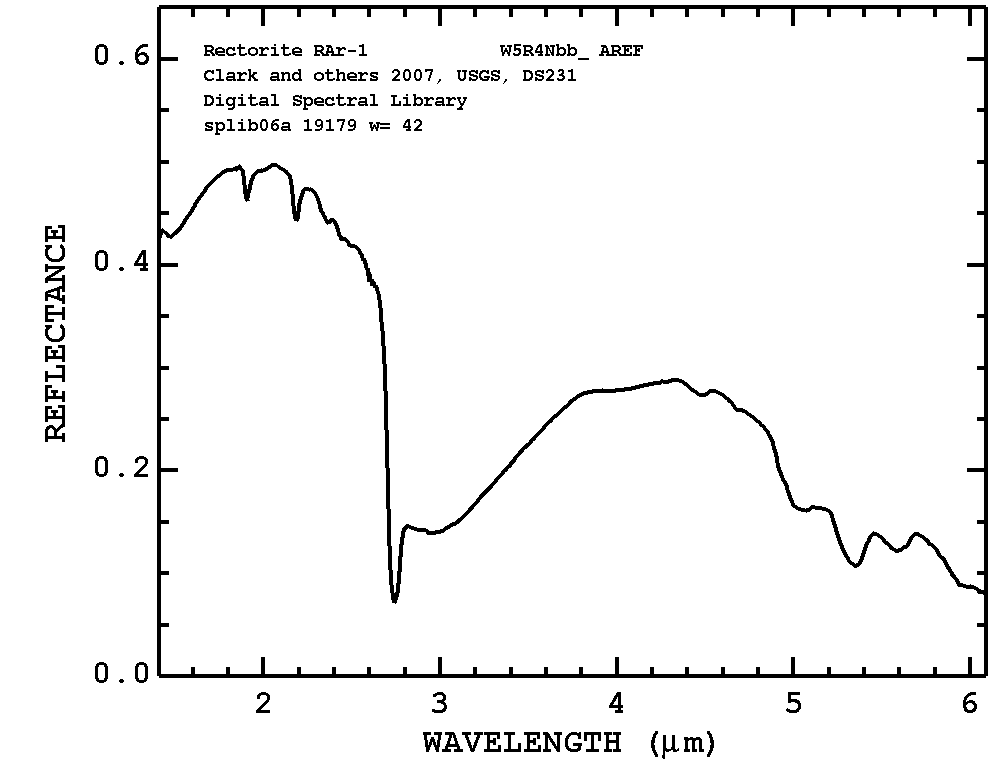 Rectorite RAr-1 W5R4Nbb_ AREF
Clark and others 2007, USGS, DS231
Digital Spectral Library
splib06a 19179 w= 42
0.6
0.4
0.2
0.0
REFLECTANCE
2 3 4 5 6
WAVELENGTH (μm)